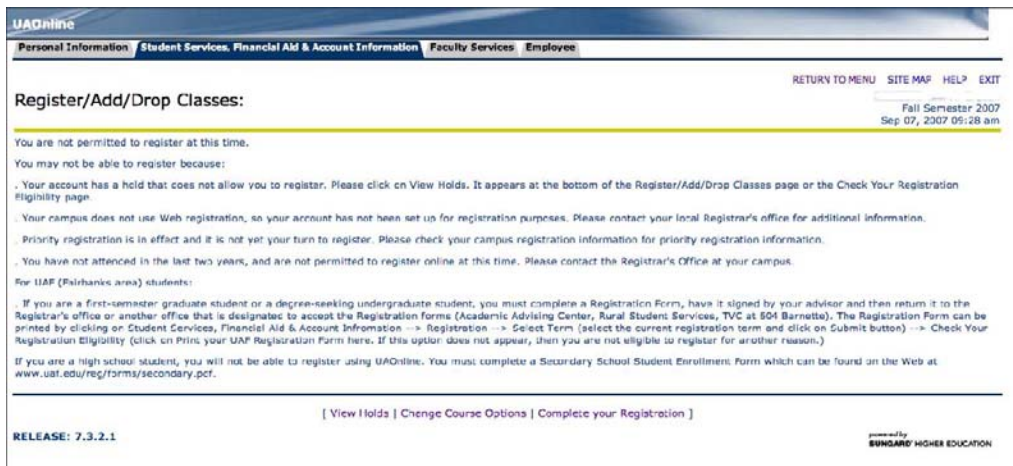 UAOnline
Personal Information Student Services, Financial Aid & Account Information Faculty Services Employee
RETURN TO MENU SITE MAP HELP EXIT
Register/Add/Drop Classes:
Fall Semester 2007
Sep 07, 2007 09:28 am
You are not permitted to register at this time.
You may not be able to register because:
. Your account has a hold that does not allow you to register. Please click on View Holds. It appears at the bottom of the Register/Add/Drop Classes page or the Check Your Registration
Eligibility page.
. Your campus does not use Web registration, so your account has not been set up for registration purposes. Please contact your local Registrar's office for additional information.
. Priority registration is in effect and it is not yet your turn to register. Please check your campus registration information for priority registration information.
. You have not attended in the last two years, and are not permitted to register online at this time. Please contact the Registrar's Office at your campus.
For UAF (Fairbanks area) students:
. If you are a first-semester graduate student or a degree-seeking undergraduate student, you must complete a Registration Form, have it signed by your advisor and then return it to the
Registrar's office or another office that is designated to accept the Registration forms (Academic Advising Center, Rural Student Services, TVC at 604 Barnette). The Registration Form can be
printed by clicking on Student Services, Financial Aid & Account Infromation --> Registration --> Select Term (select the current registration term and click on Submit button) --> Check Your
Registration Eligibility (click on Print your UAF Registration Form here. If this option does not appear, then you are not eligible to register for another reason.)
If you are a high school student, you will not be able to register using UAOnline. You must complete a Secondary School Student Enrollment Form which can be found on the Web at
www.uaf.edu/reg/forms/secondary.pdf.
[ View Holds | Change Course Options | Complete your Registration ]
RELEASE: 7.3.2.1
powered by
SUNGARD' HIGHER EDUCATION